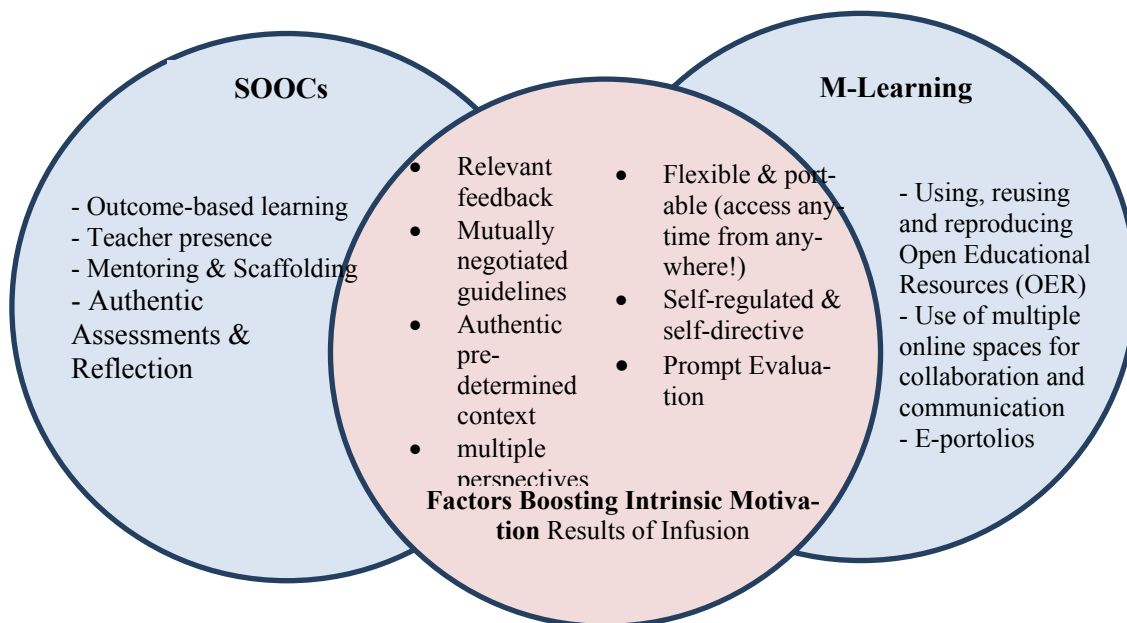 SOOCs
- Outcome-based learning
- Teacher presence
- Mentoring & Scaffolding
- Authentic
Assessments &
Reflection
• Relevant
feedback
• Mutually
negotiated
guidelines
• Authentic
pre-
determined
context
• multiple
perspectives
• Flexible & port-
able (access any-
time from any-
where!)
• Self-regulated &
self-directive
• Prompt Evalua-
tion
Factors Boosting Intrinsic Motiva-
tion Results of Infusion
M-Learning
- Using, reusing
and reproducing
Open Educational
Resources (OER)
- Use of multiple
online spaces for
collaboration and
communication
- E-portolios